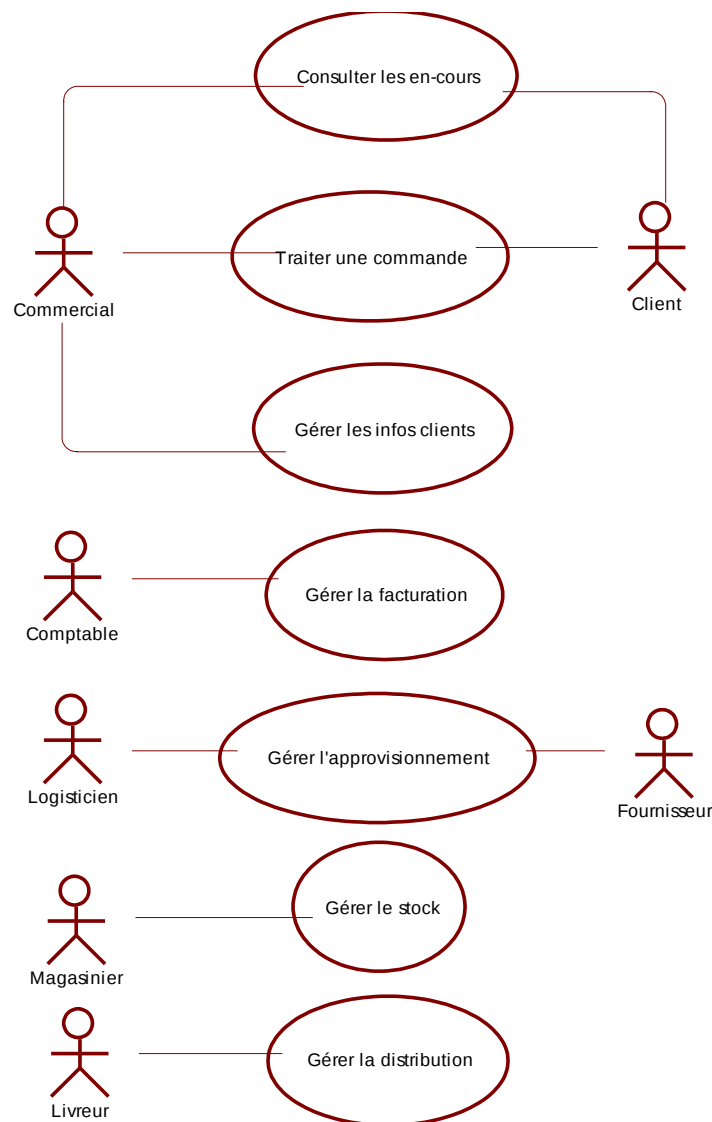 Consulter les en-cours
Traiter une commande
Commercial
Client
Gérer les infos clients
Gérer la facturation
Comptable
Gérer l'approvisionnement
Logisticien
Fournisseur
Gérer le stock
Magasinier
Gérer la distribution
Livreur